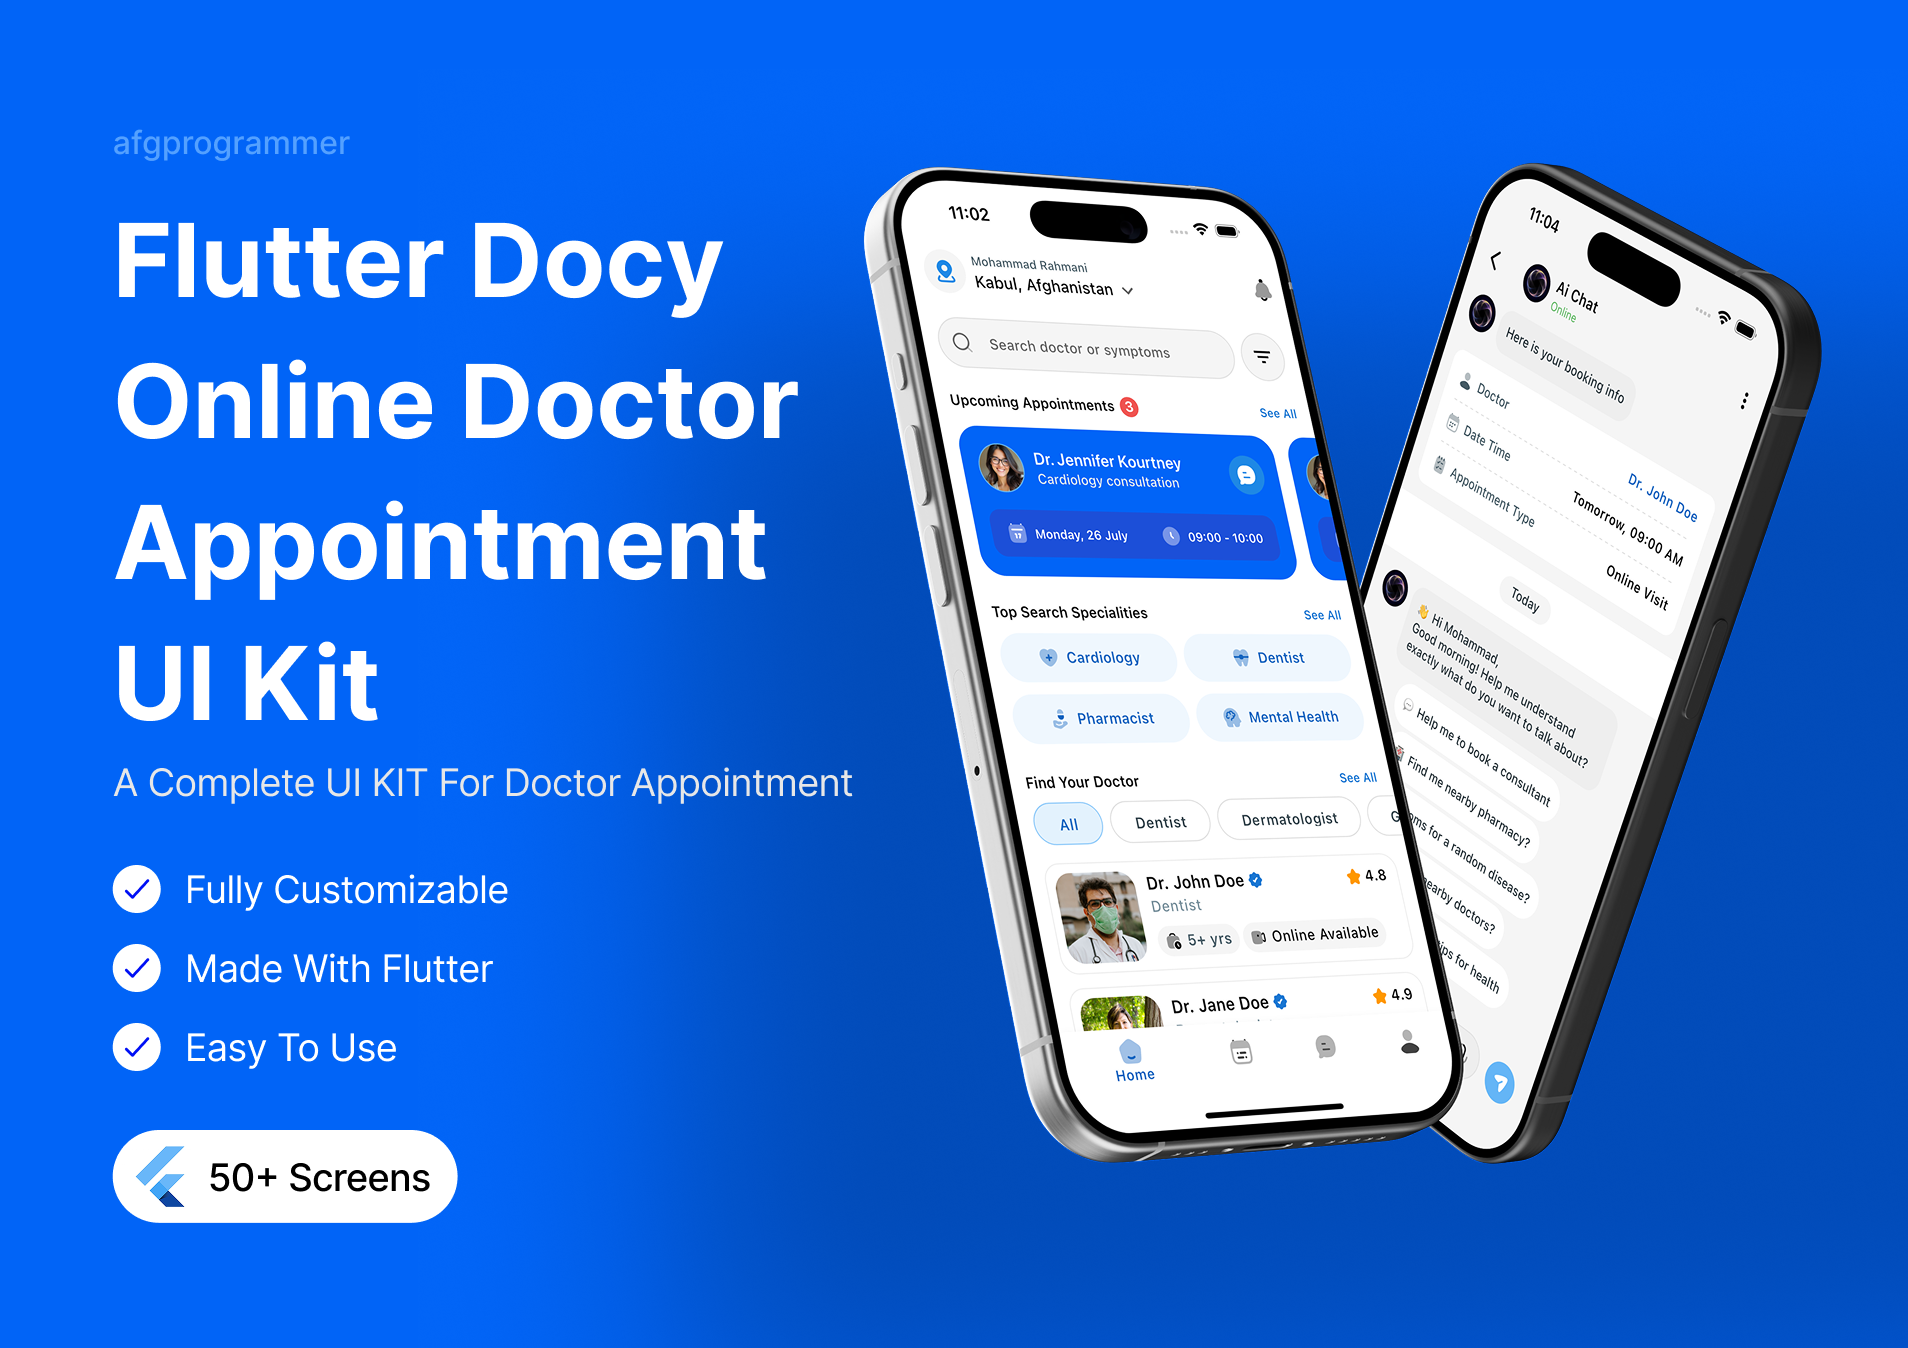 afgprogrammer
Flutter Docy
Online Doctor
Appointment
UI Kit
A Complete UI KIT For Doctor Appointment
Fully Customizable
Made With Flutter
Easy To Use
50+ Screens
11:02
Mohammad Rahmani
Kabul, Afghanistan
Search doctor or symptoms
Upcoming Appointments 3
See All
Dr. Jennifer Kourtney
Cardiology consultation
17
Monday, 26 July
09:00 - 10:00
Top Search Specialities
See All
Cardiology
Dentist
Pharmacist
Mental Health
Find Your Doctor
See All
All
Dentist
Dermatologist
Dr. John Doe
4.8
Dentist
5+ yrs
Online Available
Dr. Jane Doe
4.9
Home
11:04
Ai Chat
Online
Here is your booking info
Doctor
Dr. John Doe
Date Time
Tomorrow, 09:00 AM
Appointment Type
Online Visit
Today
👋 Hi Mohammad,
Good morning! Help me understand
exactly what do you want to talk about?
Help me to book a consultant
Find me nearby pharmacy?
for a random disease?
doctors?
for health